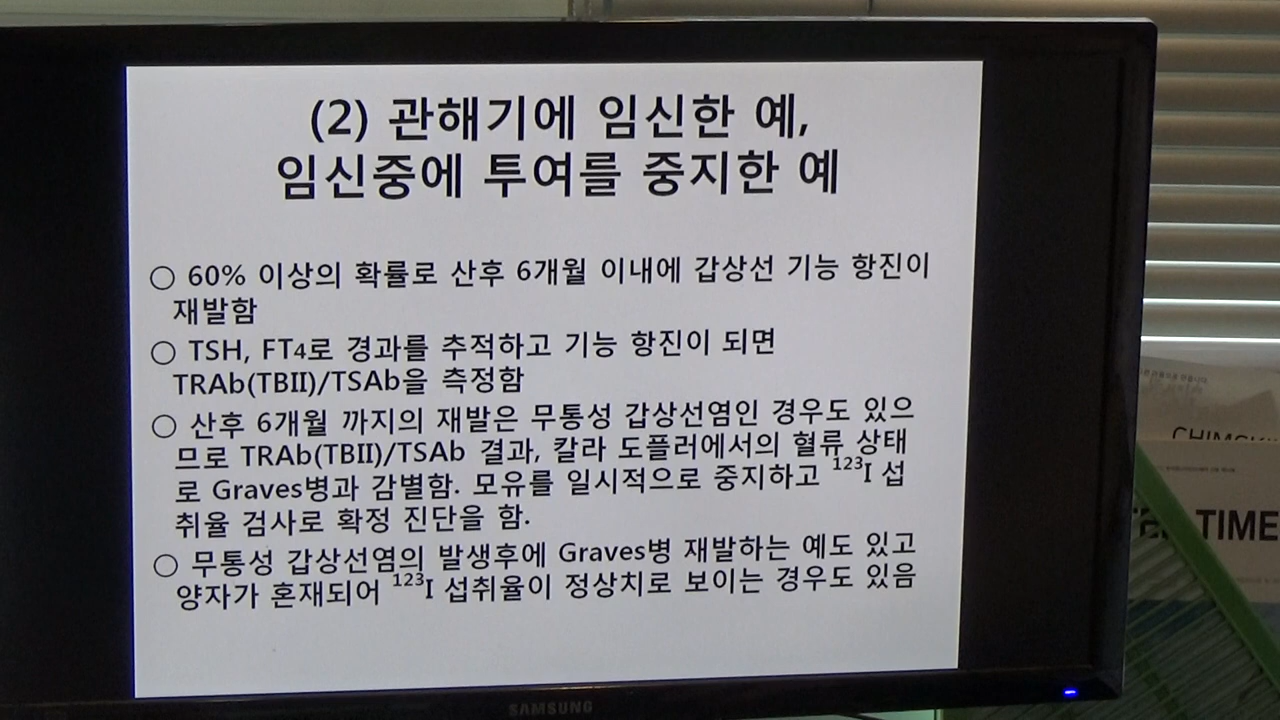 (2) 관해기에 임신한 예,
임신중에 투여를 중지한 예
○ 60% 이상의 확률로 산후 6개월 이내에 갑상선 기능 항진이
재발함
○ TSH, FT4로 경과를 추적하고 기능 항진이 되면
TRAb(TBII)/TSAb을 측정함
○ 산후 6개월 까지의 재발은 무통성 갑상선염인 경우도 있으
므로 TRAb(TBII)/TSAb 결과, 칼라 도플러에서의 혈류 상태
로 Graves병과 감별함. 모유를 일시적으로 중지하고 ¹²³I 섭
취율 검사로 확정 진단을 함.
○ 무통성 갑상선염의 발생후에 Graves병 재발하는 예도 있고
양자가 혼재되어 ¹²³I 섭취율이 정상치로 보이는 경우도 있음
SAMSUNG
TIME